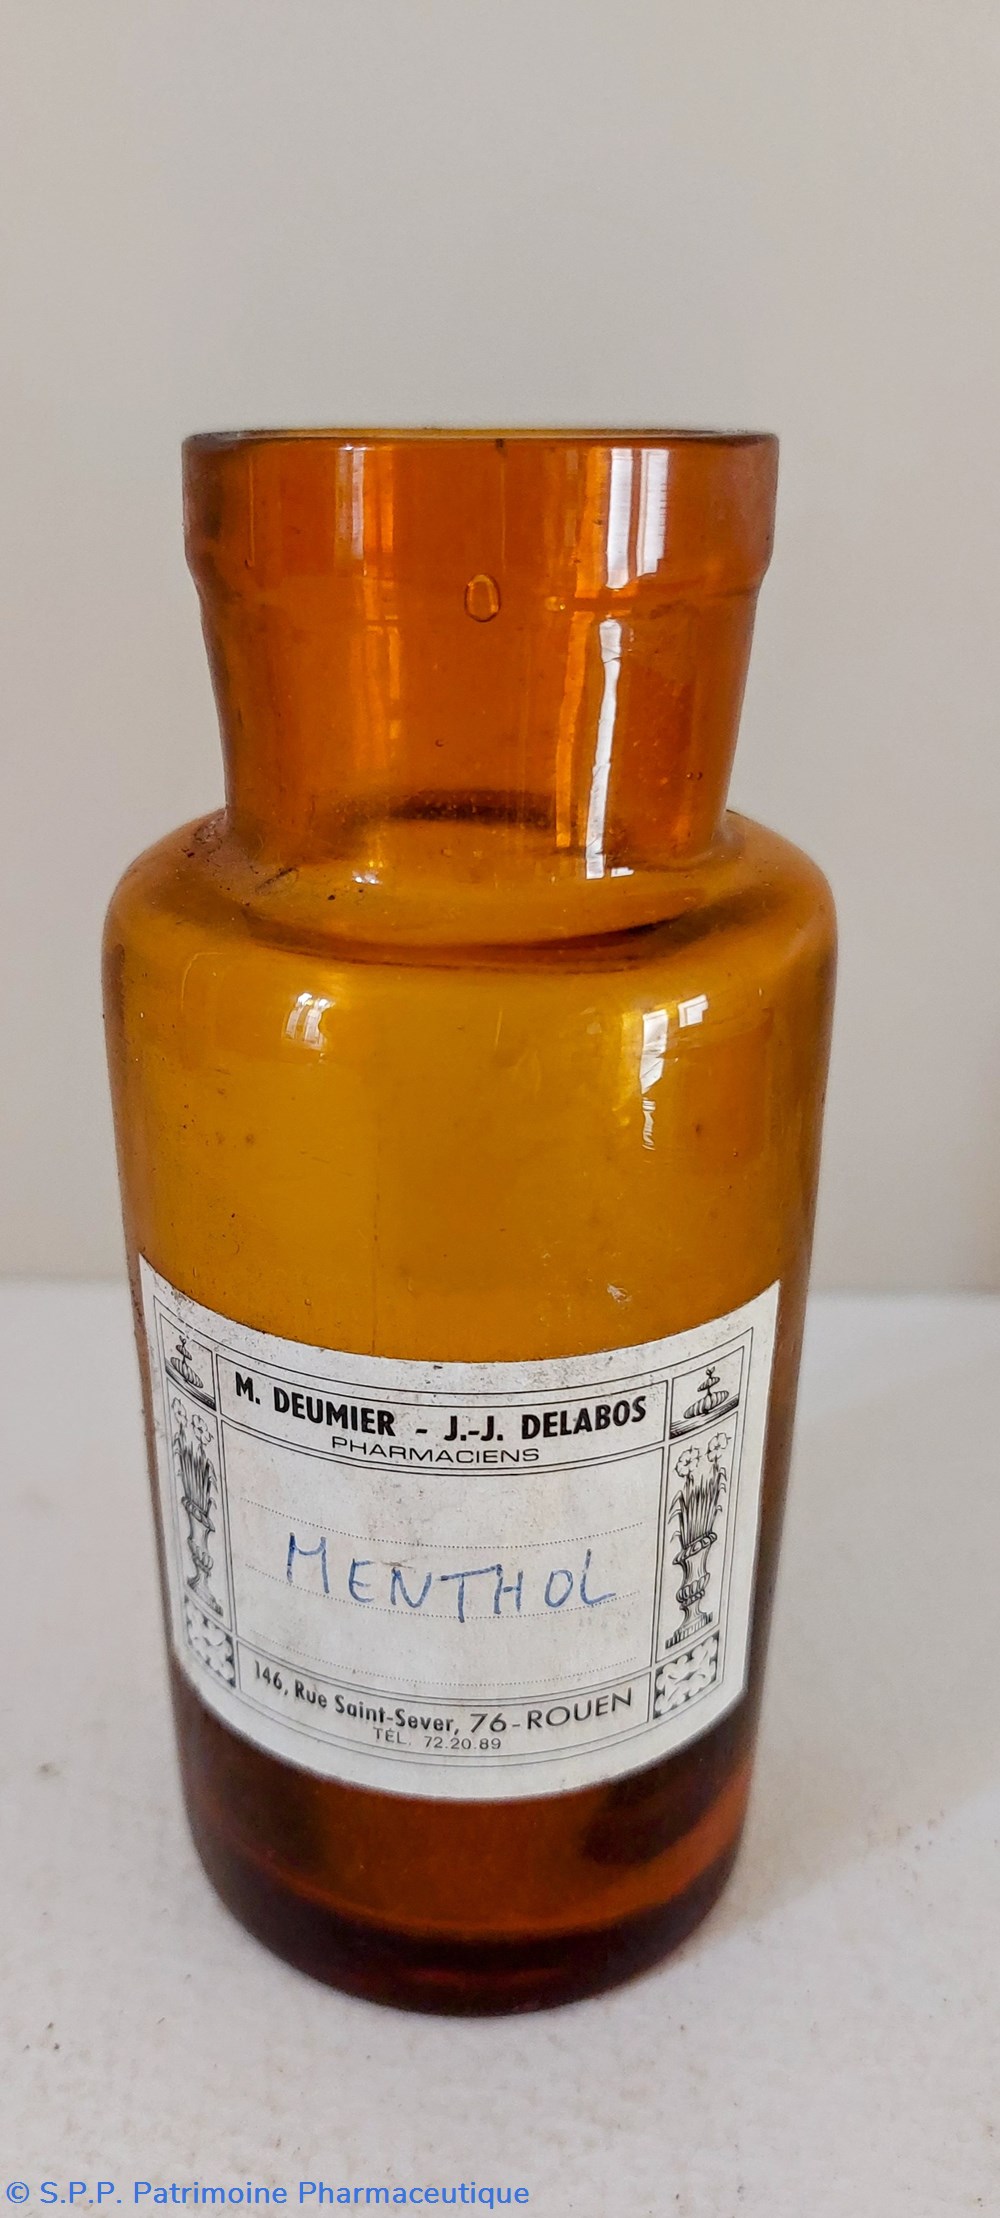 M. DEUMIER - J.-J. DELABOS
PHARMACIENS
MENTHOL
146, Rue Saint-Sever, 76-ROUEN
TÉL. 72.20.89
© S.P.P. Patrimoine Pharmaceutique